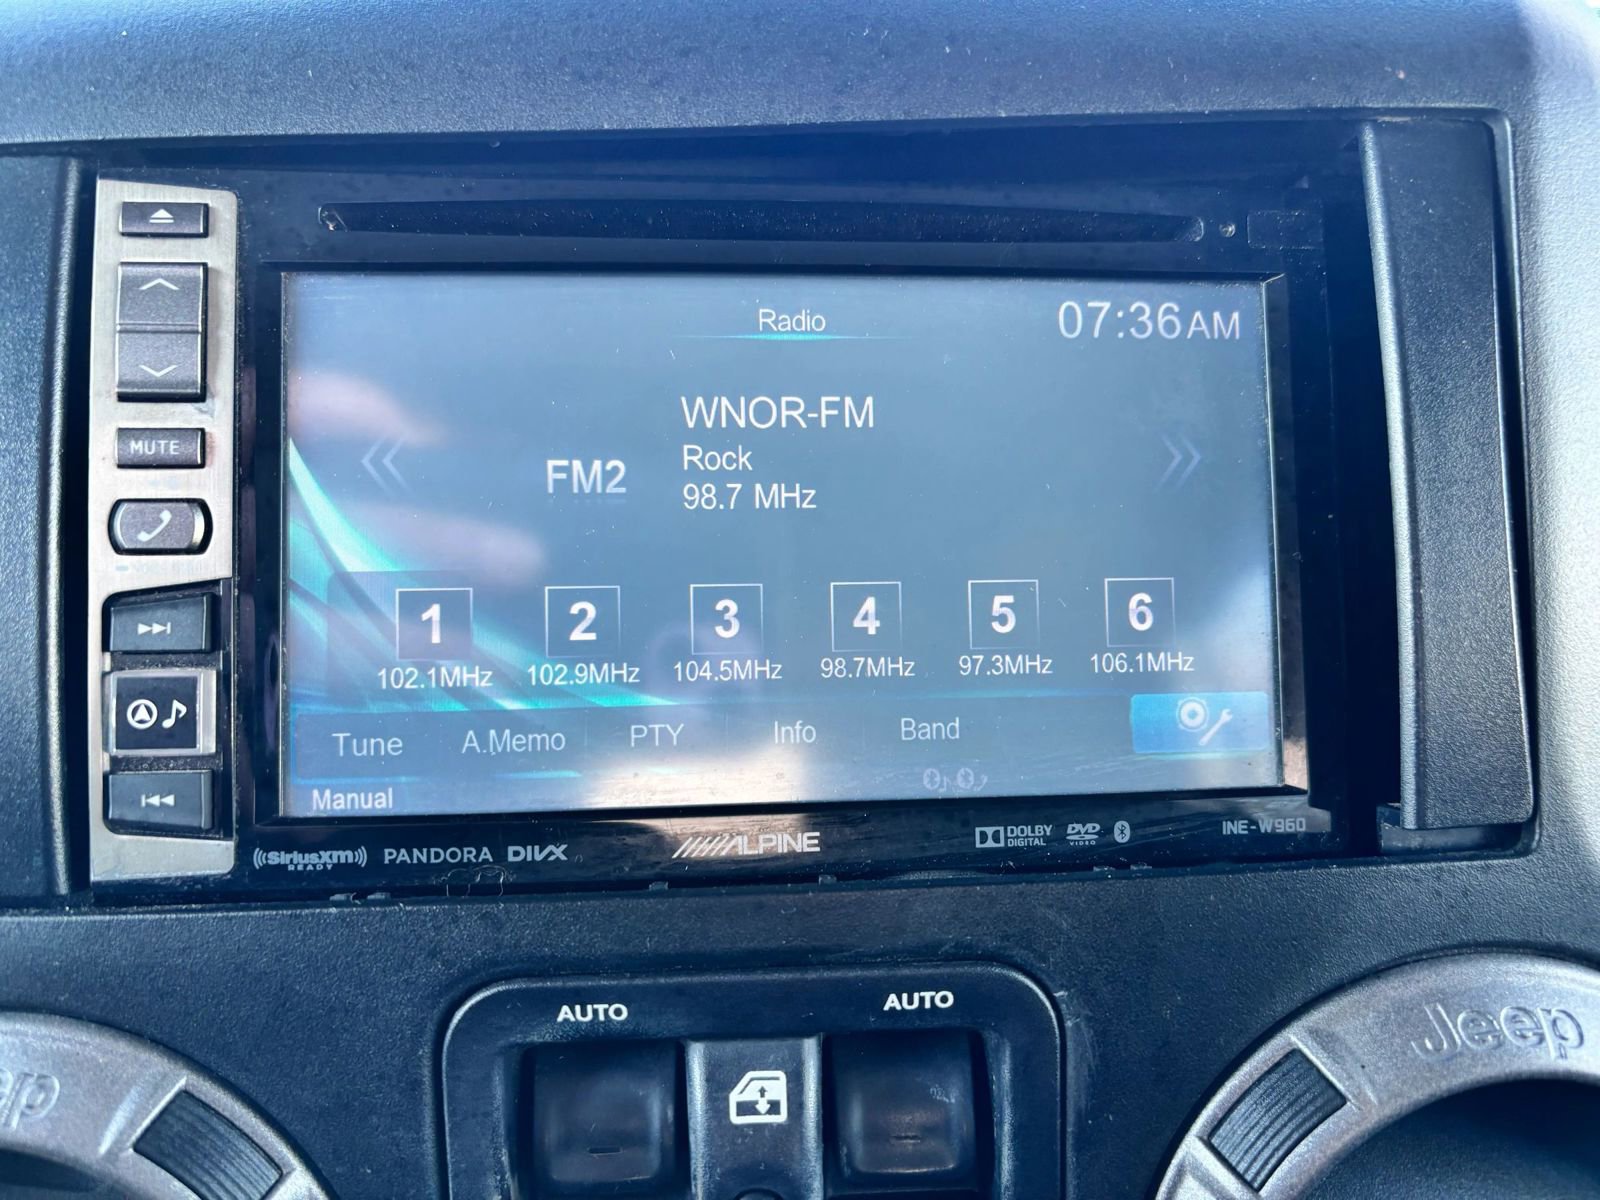 Radio
07:36AM
WNOR-FM
Rock
FM2
98.7 MHz
1 2 3 4 5 6
102.1MHz 102.9MHz 104.5MHz 98.7MHz 97.3MHz 106.1MHz
Tune A.Memo PTY Info Band
Manual
MUTE
((SiriusXM))
READY
PANDORA
DIVX
ALPINE
DOLBY
DIGITAL
DVD
VIDEO
INE-W960
AUTO
AUTO
Jeep
ep